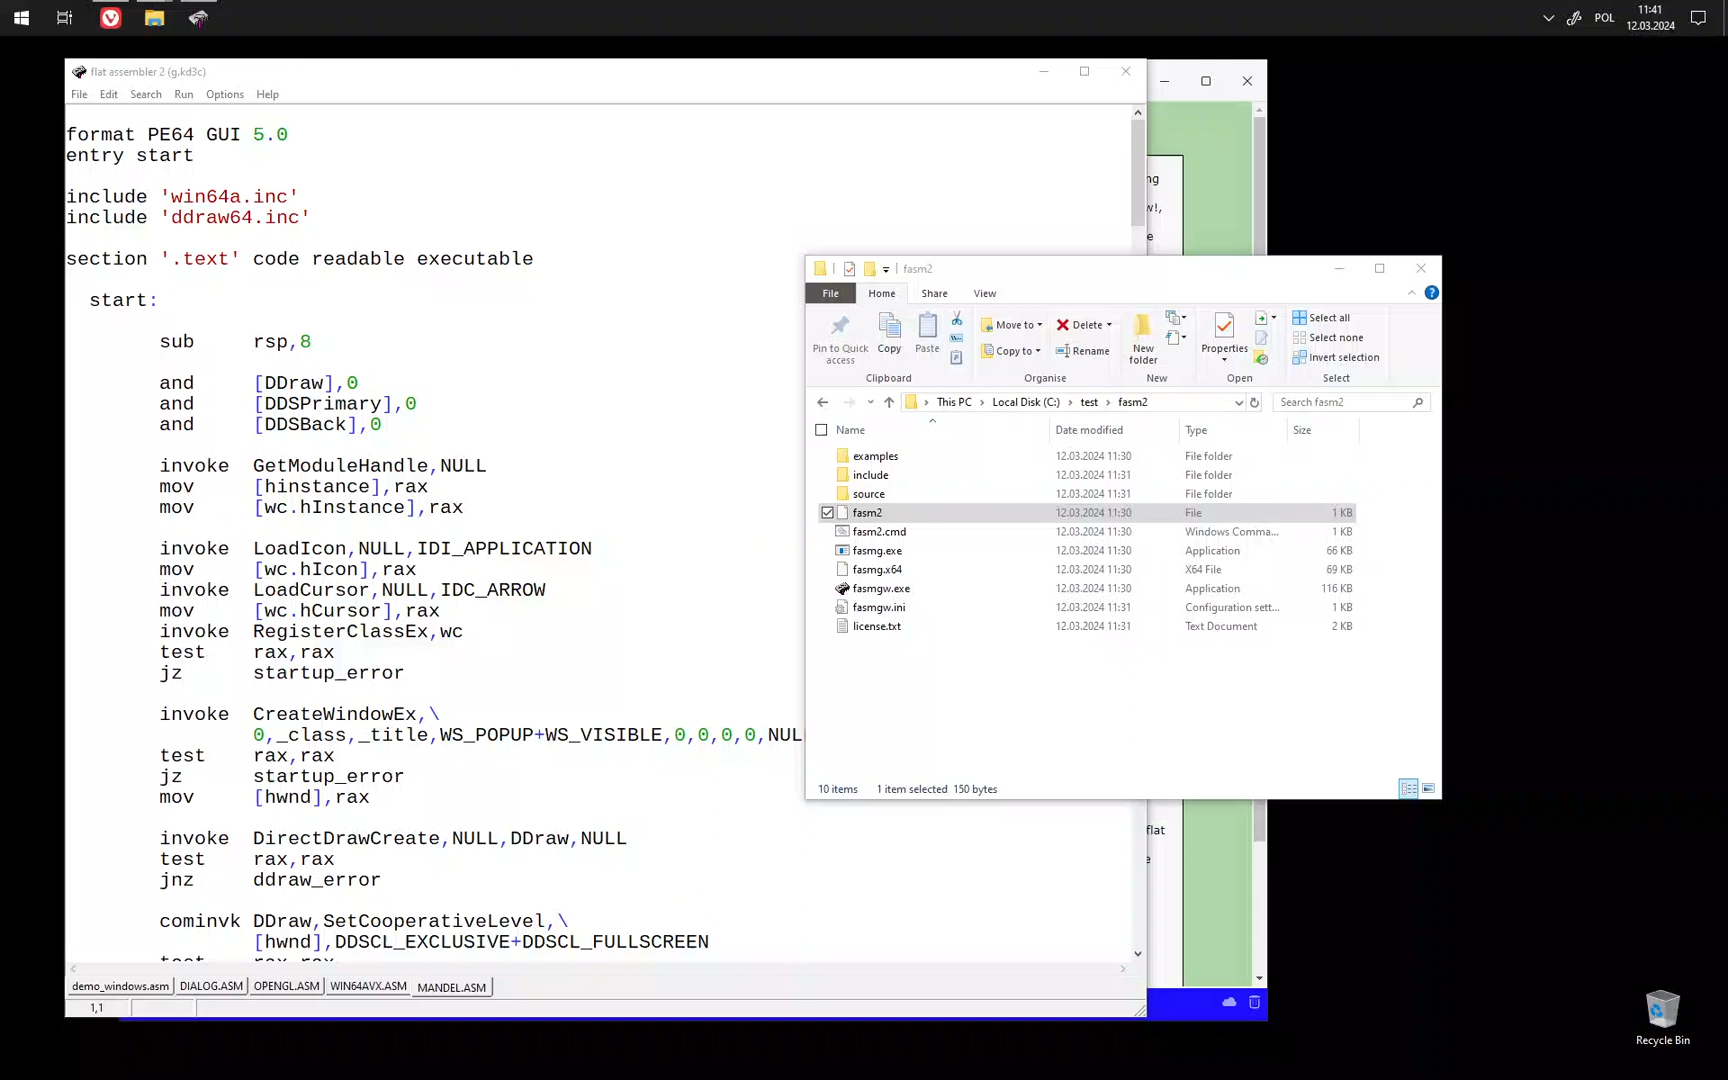 POL
11:41
12.03.2024
flat assembler 2 (g.kd3c)
File Edit Search Run Options Help
format PE64 GUI 5.0
entry start
include 'win64a.inc'
include 'ddraw64.inc'
section '.text' code readable executable
start:
sub rsp,8
and [DDraw],0
and [DDSPrimary],0
and [DDSBack],0
invoke GetModuleHandle,NULL
mov [hinstance],rax
mov [wc.hInstance],rax
invoke LoadIcon,NULL,IDI_APPLICATION
mov [wc.hIcon],rax
invoke LoadCursor,NULL,IDC_ARROW
mov [wc.hCursor],rax
invoke RegisterClassEx,wc
test rax,rax
jz startup_error
invoke CreateWindowEx,\
0,_class,_title,WS_POPUP+WS_VISIBLE,0,0,0,0,NUL
test rax,rax
jz startup_error
mov [hwnd],rax
invoke DirectDrawCreate,NULL,DDraw,NULL
test rax,rax
jnz ddraw_error
cominvk DDraw,SetCooperativeLevel,\
[hwnd],DDSCL_EXCLUSIVE+DDSCL_FULLSCREEN
test rax,rax
demo_windows.asm DIALOG.ASM OPENGL.ASM WIN64AVX.ASM MANDEL.ASM
1,1
ng
w!,
e
flat
e
fasm2
File Home Share View
Pin to Quick access
Copy
Paste
Clipboard
Move to
Copy to
Delete
Rename
Organise
New folder
New
Properties
Open
Select all
Select none
Invert selection
Select
This PC › Local Disk (C:) › test › fasm2
Search fasm2
Name Date modified Type Size
examples 12.03.2024 11:30 File folder
include 12.03.2024 11:31 File folder
source 12.03.2024 11:31 File folder
fasm2 12.03.2024 11:30 File 1 KB
fasm2.cmd 12.03.2024 11:30 Windows Comma... 1 KB
fasmg.exe 12.03.2024 11:30 Application 66 KB
fasmg.x64 12.03.2024 11:30 X64 File 69 KB
fasmgw.exe 12.03.2024 11:30 Application 116 KB
fasmgw.ini 12.03.2024 11:31 Configuration sett... 1 KB
license.txt 12.03.2024 11:31 Text Document 2 KB
10 items 1 item selected 150 bytes
Recycle Bin